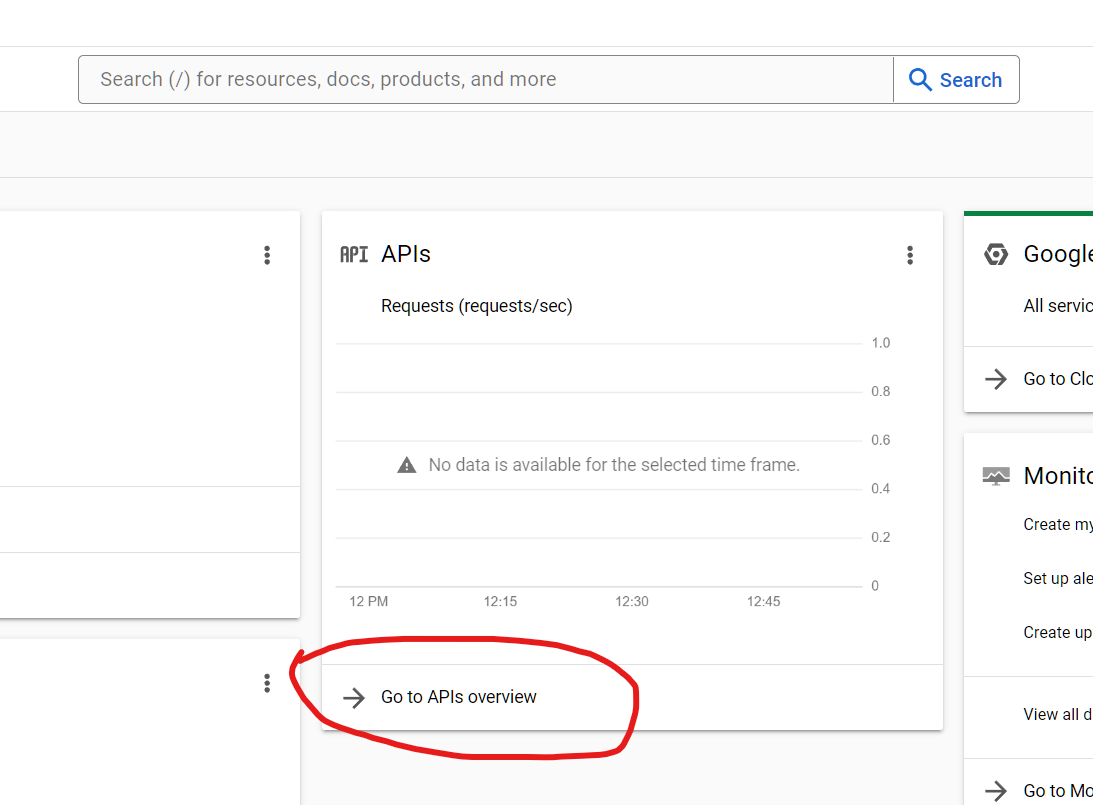 Search (/) for resources, docs, products, and more
Search
API APIs
Requests (requests/sec)
1.0
0.8
0.6
No data is available for the selected time frame.
0.4
0.2
0
12 PM 12:15 12:30 12:45
Go to APIs overview
Google
All servic
Go to Clo
Monito
Create my
Set up ale
Create up
View all d
Go to Mo